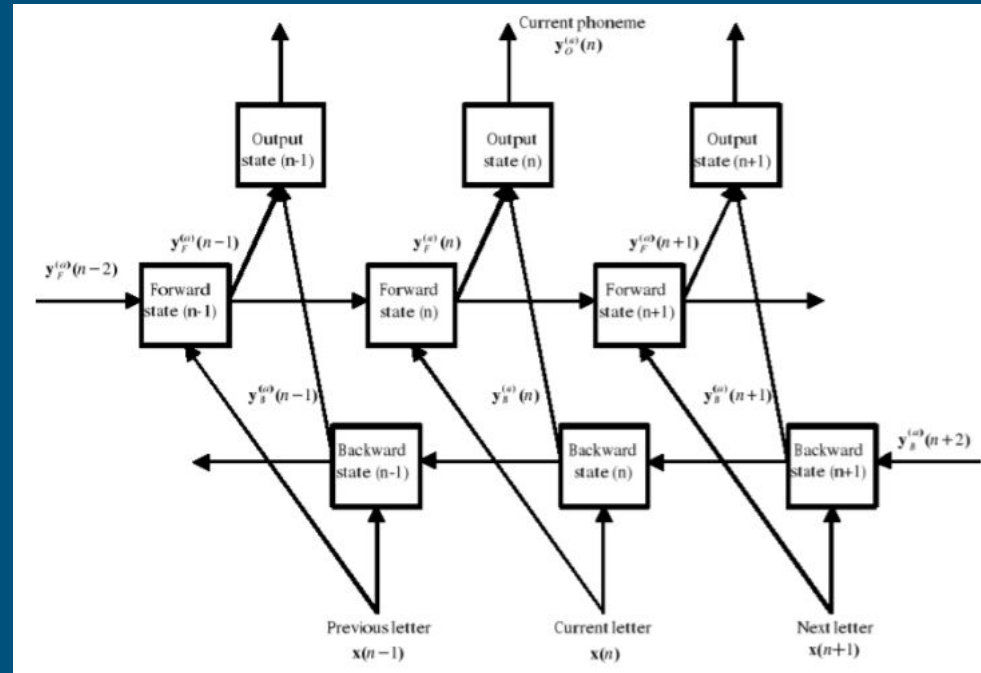 Current phoneme
y_O^(a)(n)
Output
state (n-1)
Output
state (n)
Output
state (n+1)
y_F^(a)(n-2)
y_F^(a)(n-1)
y_F^(a)(n)
y_F^(a)(n+1)
Forward
state (n-1)
Forward
state (n)
Forward
state (n+1)
y_B^(a)(n-1)
y_B^(a)(n)
y_B^(a)(n+1)
y_B^(a)(n+2)
Backward
state (n-1)
Backward
state (n)
Backward
state (n+1)
Previous letter
x(n-1)
Current letter
x(n)
Next letter
x(n+1)